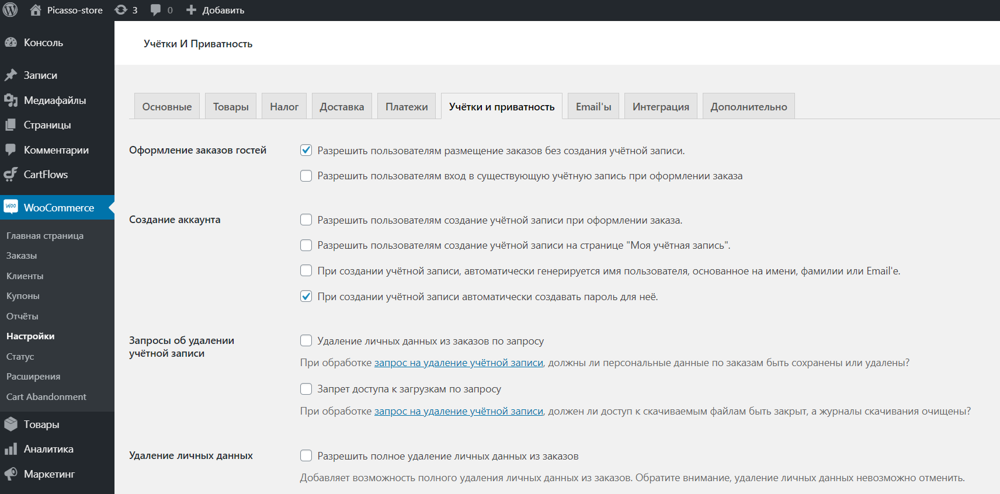 Picasso-store
3
0
Добавить
Консоль
Записи
Медиафайлы
Страницы
Комментарии
CartFlows
Woo
WooCommerce
Главная страница
Заказы
Клиенты
Купоны
Отчёты
Настройки
Статус
Расширения
Cart Abandonment
Товары
Аналитика
Маркетинг
Учётки И Приватность
Основные
Товары
Налог
Доставка
Платежи
Учётки и приватность
Email'ы
Интеграция
Дополнительно
Оформление заказов гостей
Разрешить пользователям размещение заказов без создания учётной записи.
Разрешить пользователям вход в существующую учётную запись при оформлении заказа
Создание аккаунта
Разрешить пользователям создание учётной записи при оформлении заказа.
Разрешить пользователям создание учётной записи на странице "Моя учётная запись".
При создании учётной записи, автоматически генерируется имя пользователя, основанное на имени, фамилии или Email'е.
При создании учётной записи автоматически создавать пароль для неё.
Запросы об удалении
учётной записи
Удаление личных данных из заказов по запросу
При обработке запрос на удаление учётной записи, должны ли персональные данные по заказам быть сохранены или удалены?
Запрет доступа к загрузкам по запросу
При обработке запрос на удаление учётной записи, должен ли доступ к скачиваемым файлам быть закрыт, а журналы скачивания очищены?
Удаление личных данных
Разрешить полное удаление личных данных из заказов
Добавляет возможность полного удаления личных данных из заказов. Обратите внимание, удаление личных данных невозможно отменить.